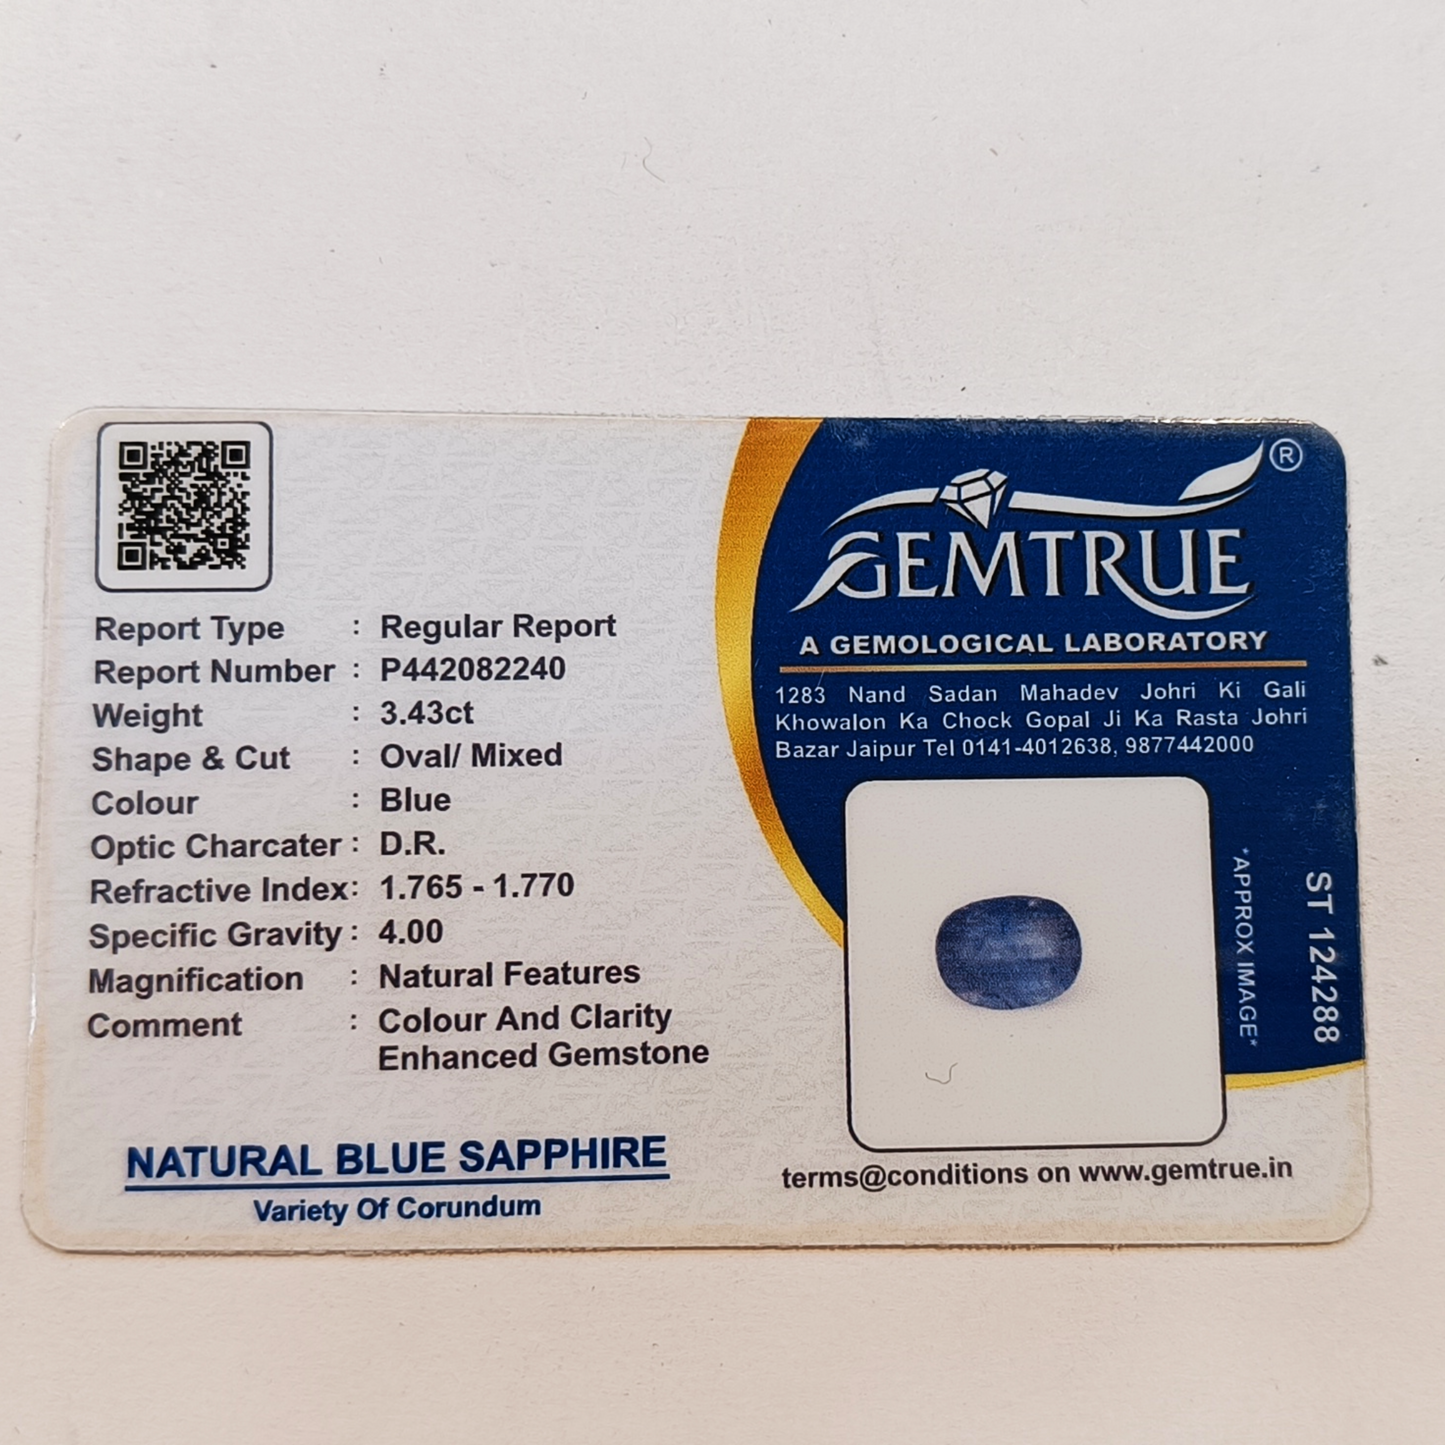 Report Type : Regular Report
Report Number : P442082240
Weight : 3.43ct
Shape & Cut : Oval/ Mixed
Colour : Blue
Optic Charcater : D.R.
Refractive Index: 1.765 - 1.770
Specific Gravity : 4.00
Magnification : Natural Features
Comment : Colour And Clarity
Enhanced Gemstone
NATURAL BLUE SAPPHIRE
Variety Of Corundum
GEMTRUE ®
A GEMOLOGICAL LABORATORY
1283 Nand Sadan Mahadev Johri Ki Gali
Khowalon Ka Chock Gopal Ji Ka Rasta Johri
Bazar Jaipur Tel 0141-4012638, 9877442000
*APPROX IMAGE*
ST 124288
terms@conditions on www.gemtrue.in